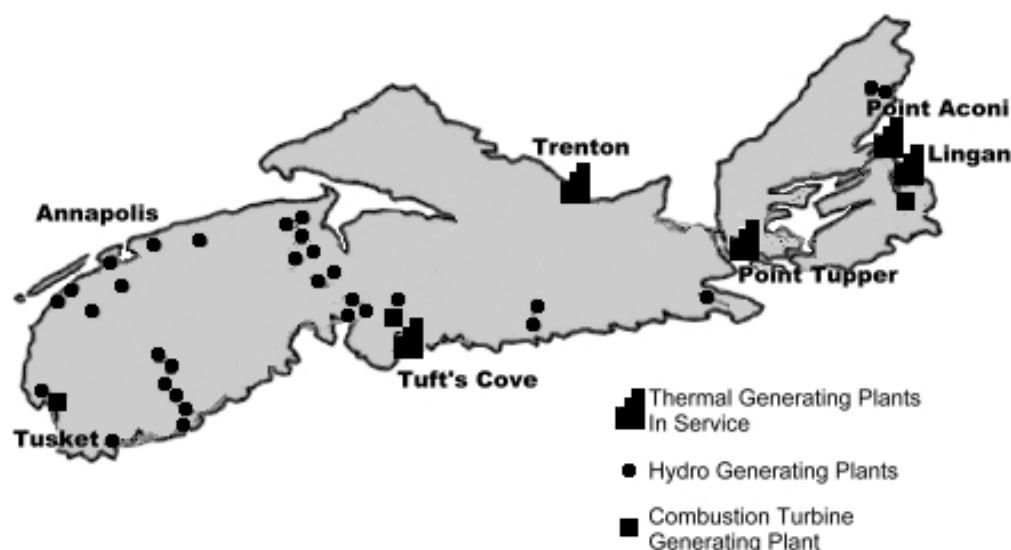 Point Aconi
Trenton
Lingan
Annapolis
Point Tupper
Tuft's Cove
Thermal Generating Plants
In Service
Tusket
Hydro Generating Plants
Combustion Turbine
Generating Plant